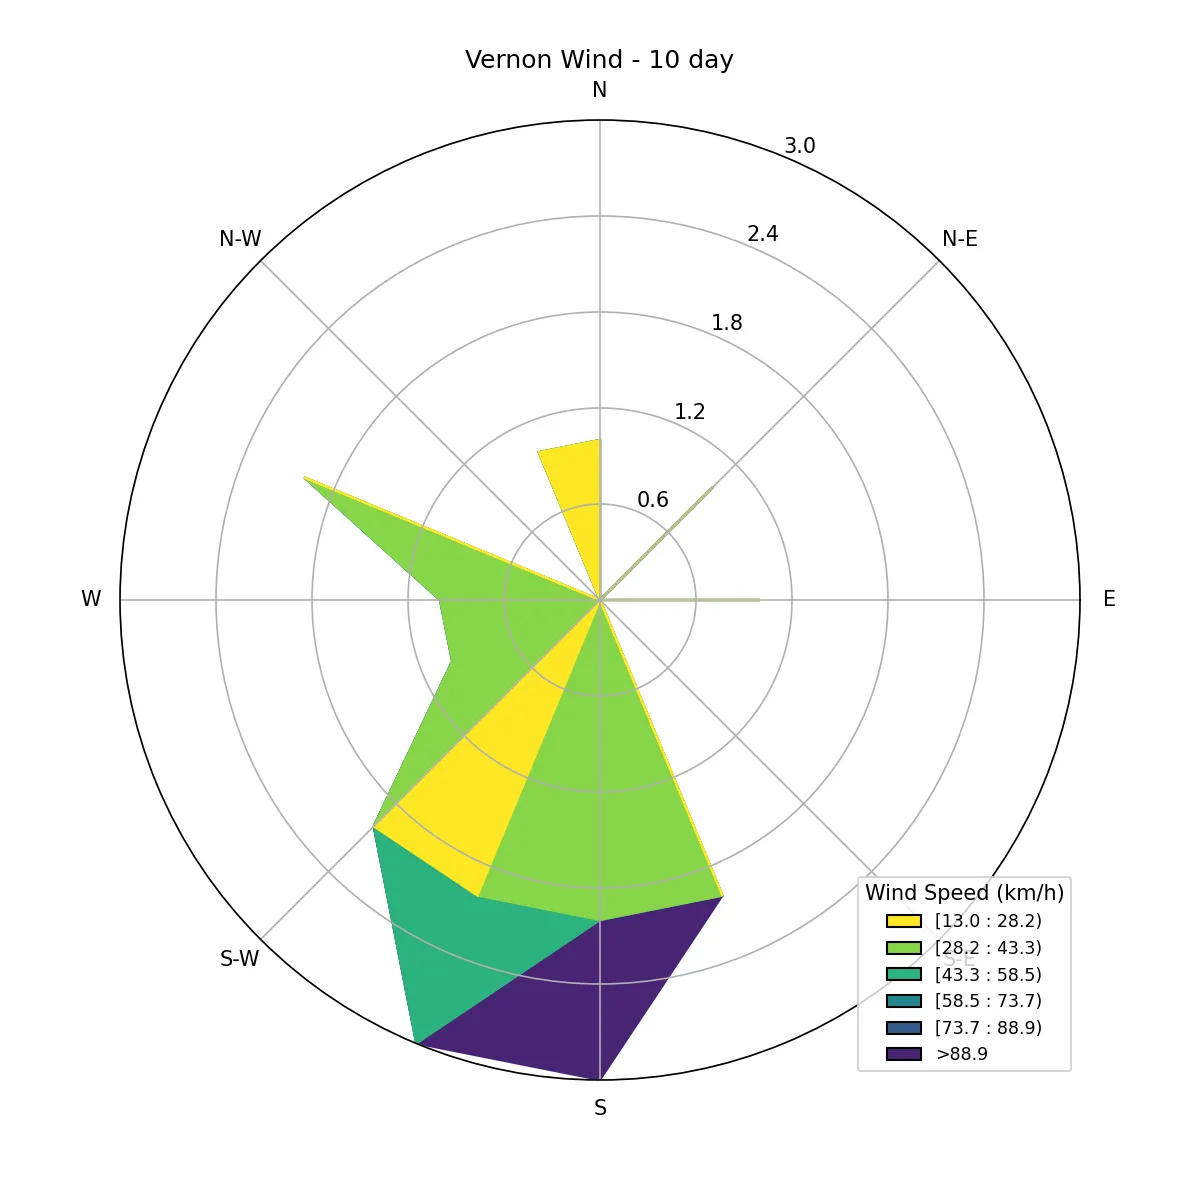 Vernon Wind - 10 day
N
3.0
N-W
2.4
N-E
1.8
1.2
0.6
W
E
Wind Speed (km/h)
[13.0 : 28.2)
[28.2 : 43.3)
S-W
S-E
[43.3 : 58.5)
[58.5 : 73.7)
[73.7 : 88.9)
>88.9
S